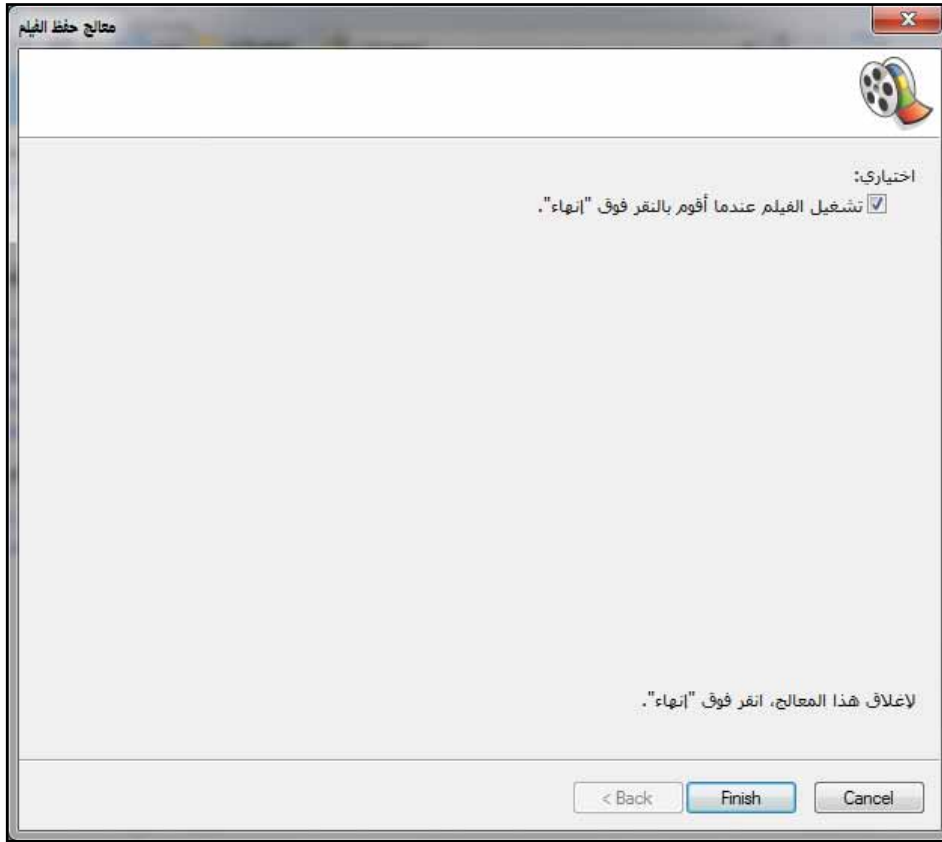 معالج حفظ الفيلم
اختياري:
تشغيل الفيلم عندما أقوم بالنقر فوق "إنهاء".
لإغلاق هذا المعالج، انقر فوق "إنهاء".
< Back Finish Cancel